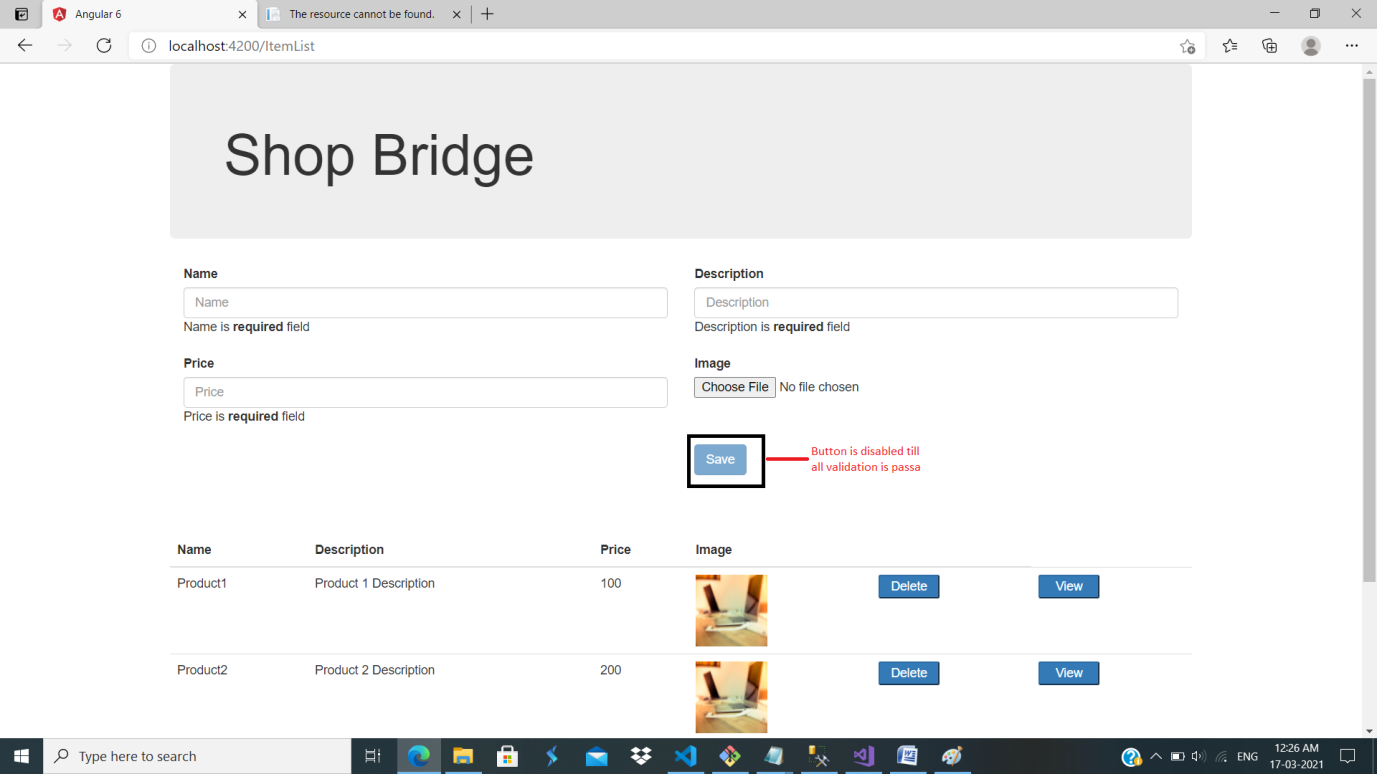 Angular 6
The resource cannot be found.
localhost:4200/ItemList
Shop Bridge
Name
Description
Name
Description
Name is required field
Description is required field
Price
Image
Price
Choose File No file chosen
Price is required field
Save
Button is disabled till
all validation is passa
Name Description Price Image
Product1 Product 1 Description 100 Delete View
Product2 Product 2 Description 200 Delete View
Type here to search
ENG
12:26 AM
17-03-2021